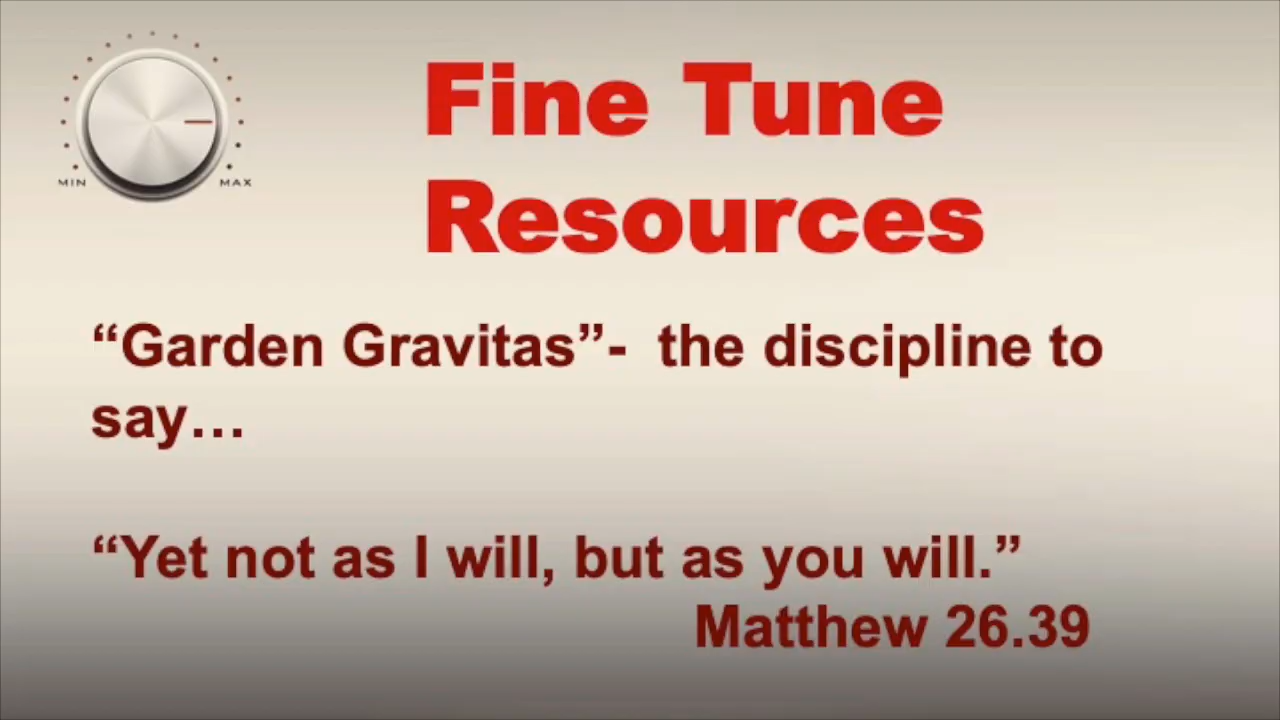 Fine Tune
Resources
MIN
MAX
“Garden Gravitas”-  the discipline to
say…
“Yet not as I will, but as you will.”
Matthew 26.39